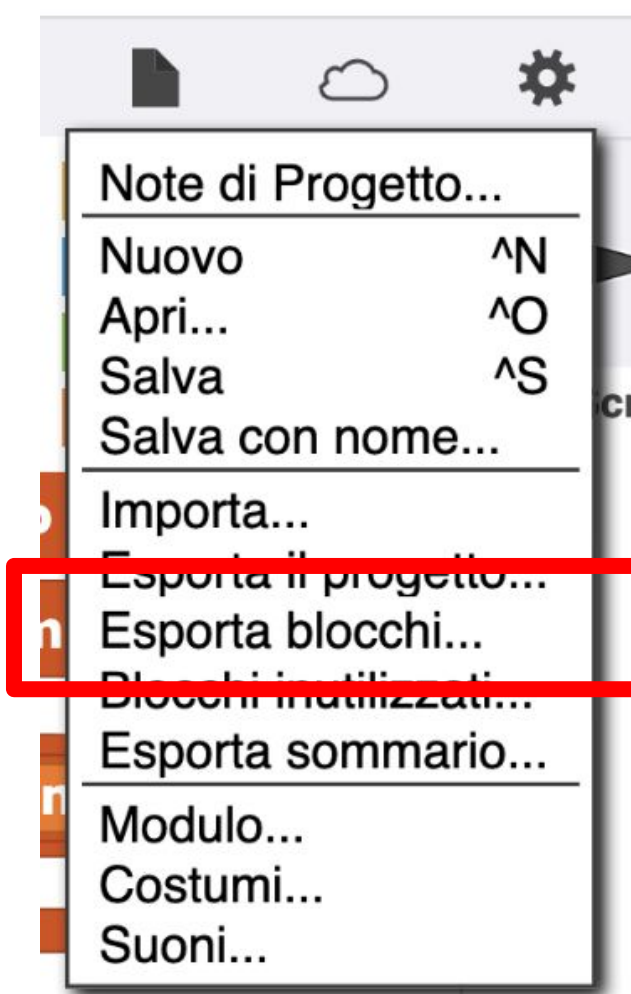 Note di Progetto...
Nuovo ^N
Apri... ^O
Salva ^S
Salva con nome...
Importa...
Esporta il progetto...
Esporta blocchi...
Blocchi inutilizzati...
Esporta sommario...
Modulo...
Costumi...
Suoni...